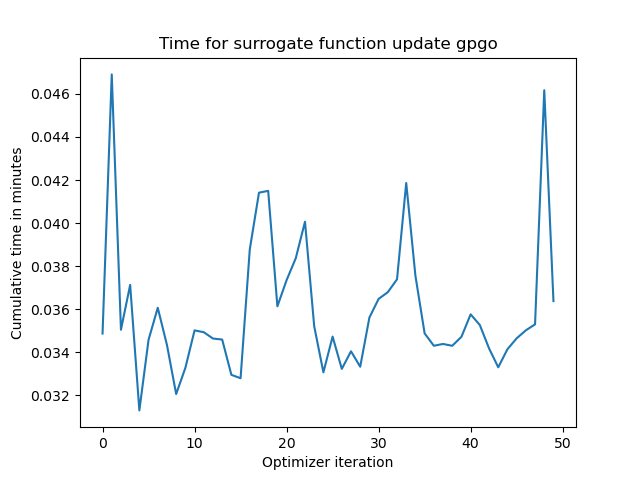 Time for surrogate function update gpgo
Cumulative time in minutes
0.046
0.044
0.042
0.040
0.038
0.036
0.034
0.032
0 10 20 30 40 50
Optimizer iteration